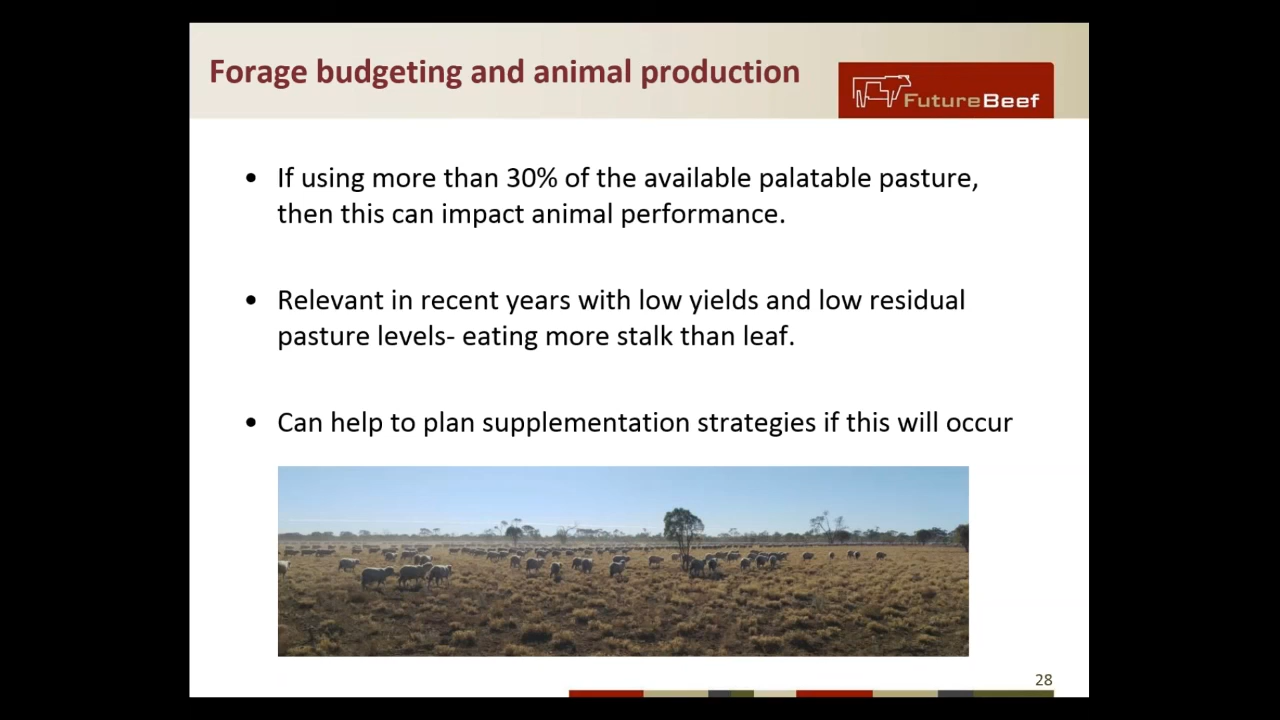 Forage budgeting and animal production
FutureBeef
• If using more than 30% of the available palatable pasture,
then this can impact animal performance.
• Relevant in recent years with low yields and low residual
pasture levels- eating more stalk than leaf.
• Can help to plan supplementation strategies if this will occur
28